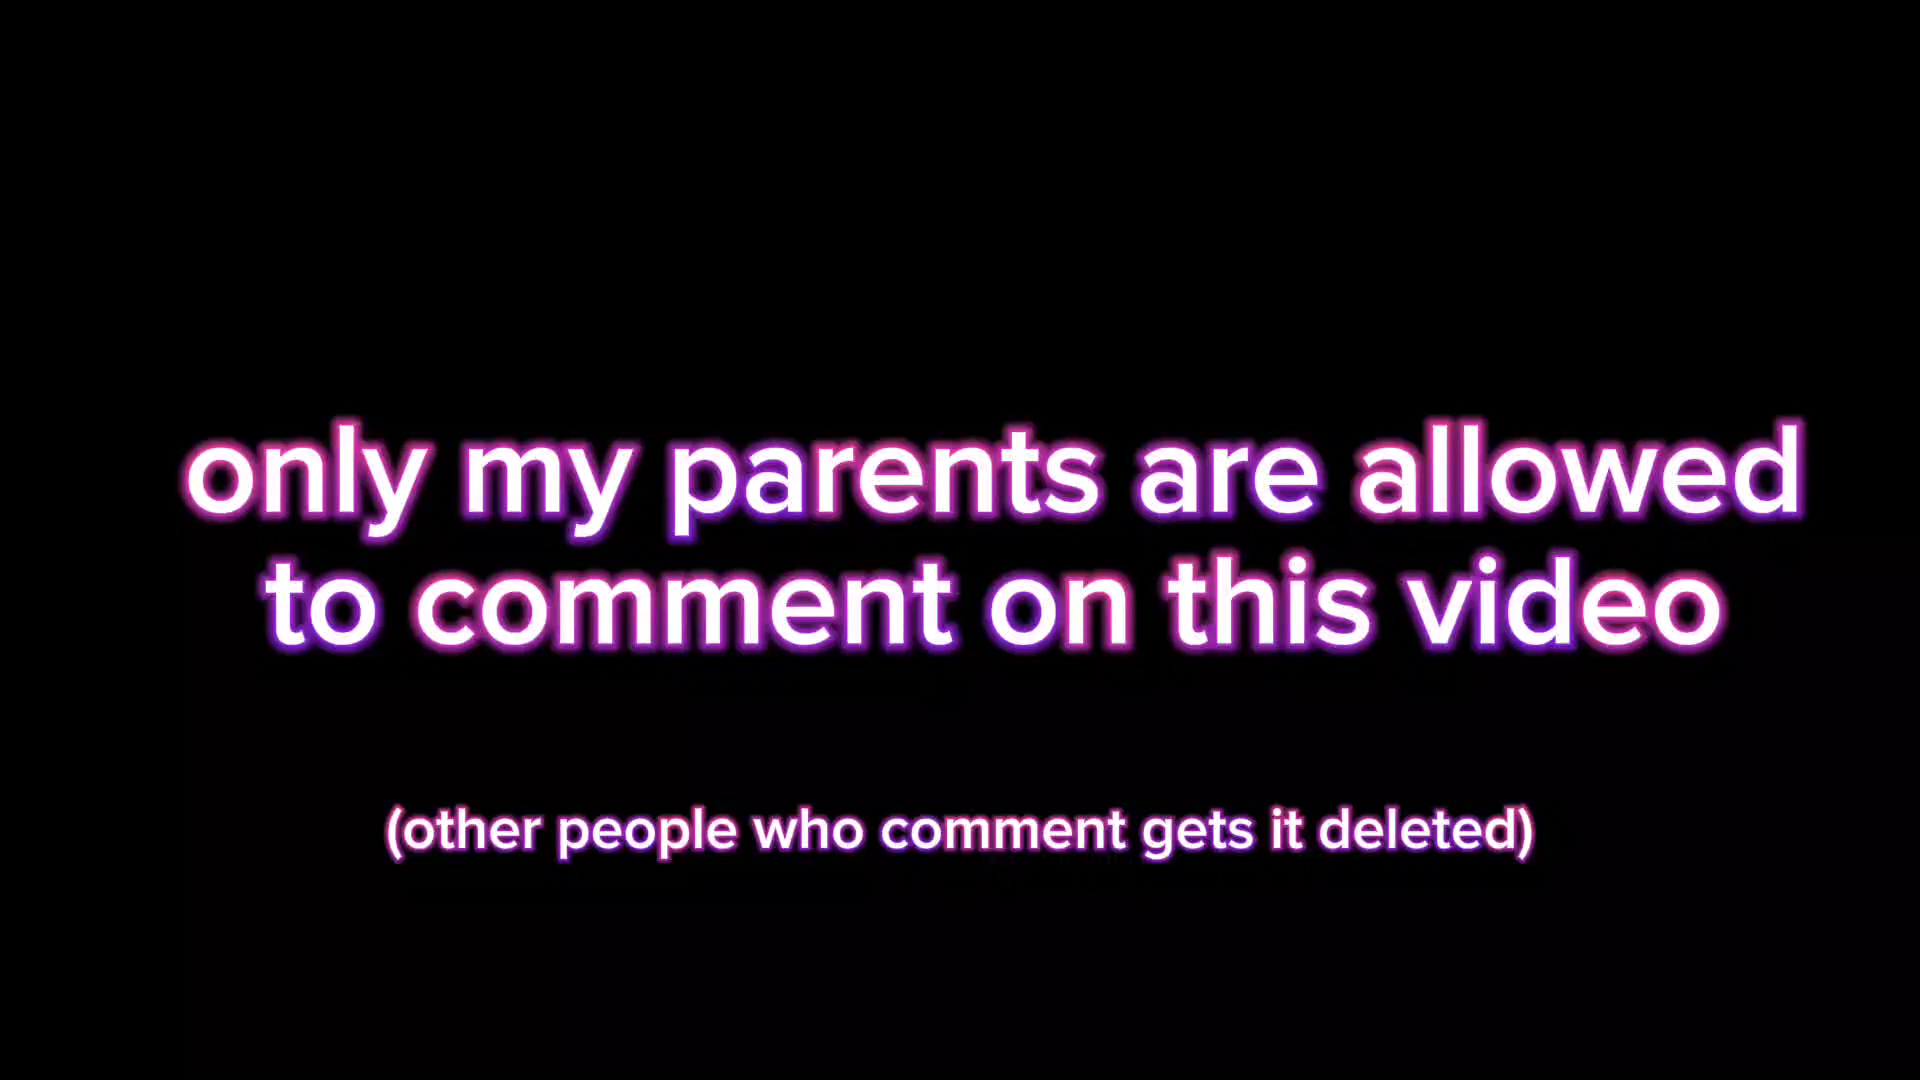 only my parents are allowed
to comment on this video
(other people who comment gets it deleted)